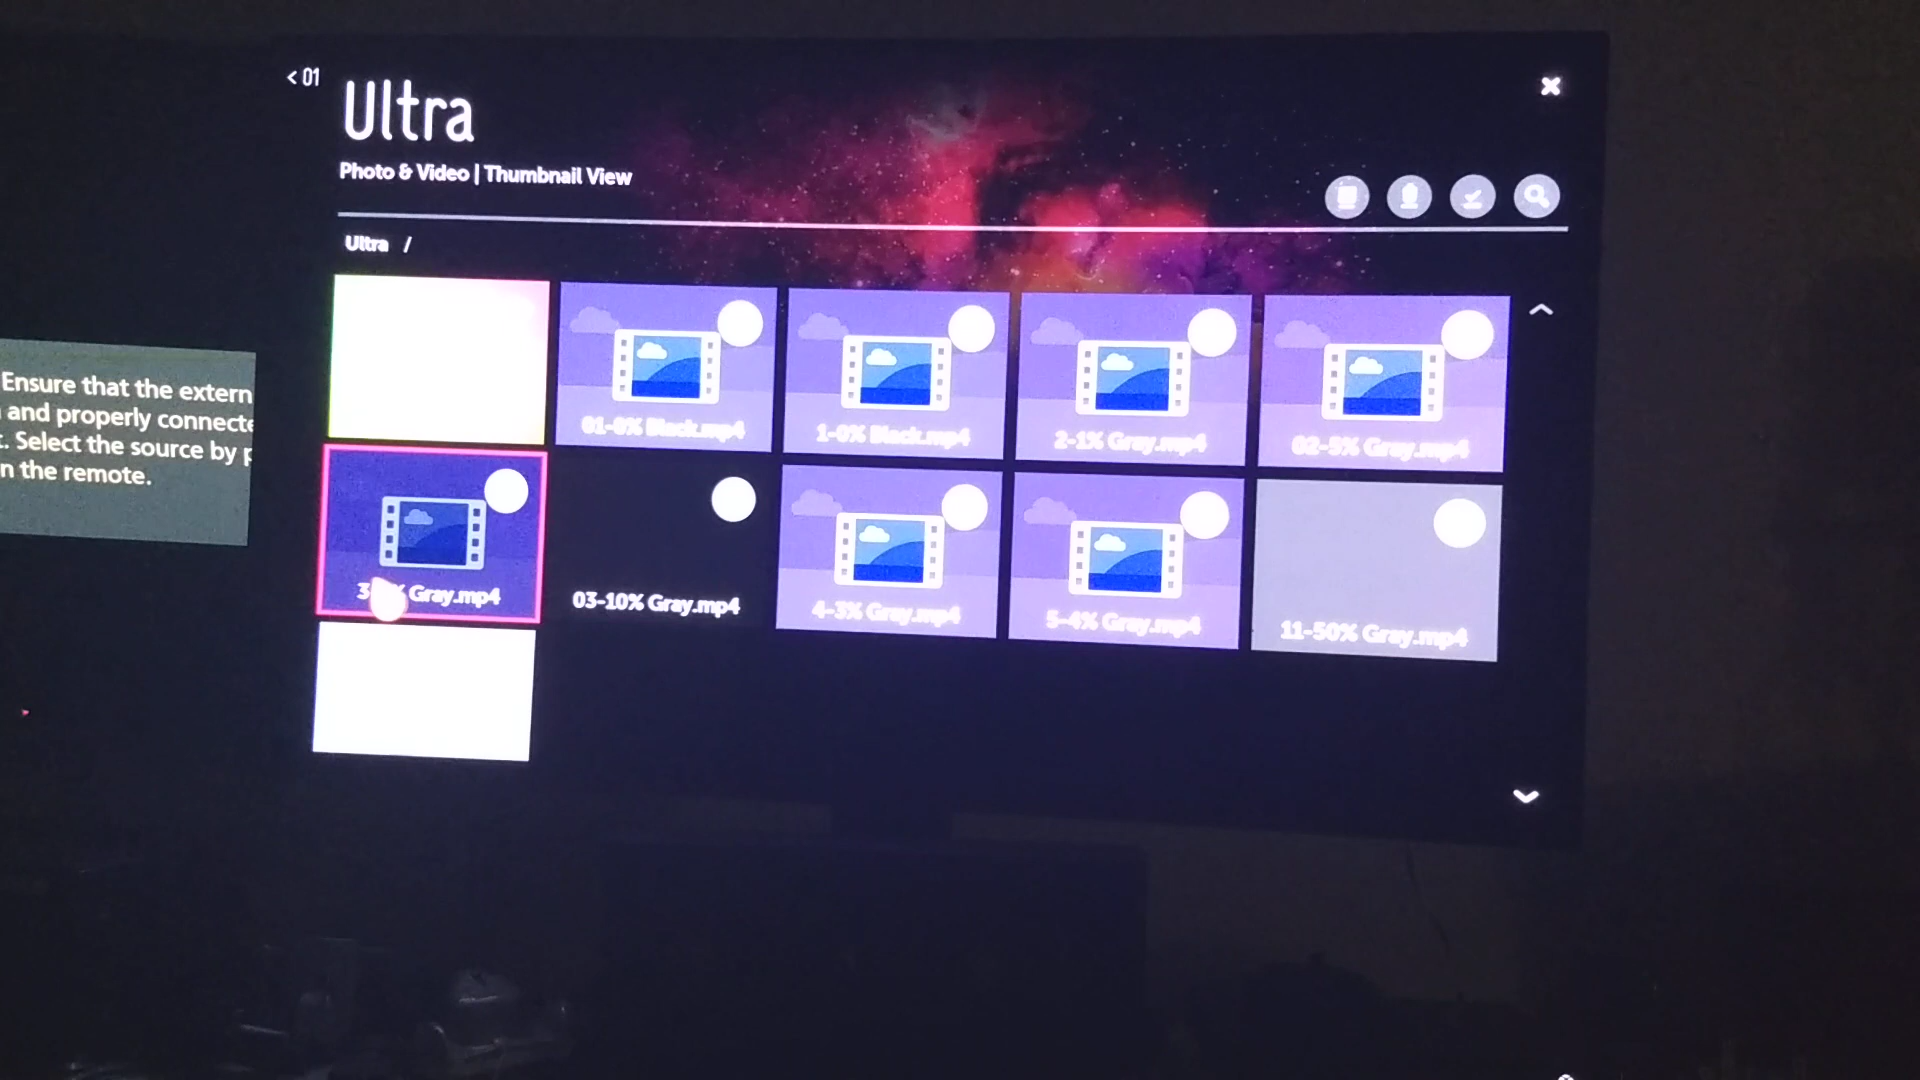 < 01
Ultra
Photo & Video | Thumbnail View
Ultra /
Ensure that the extern
and properly connecte
. Select the source by p
n the remote.
01-0% Black.mp4
1-0% Black.mp4
2-1% Gray.mp4
02-5% Gray.mp4
Gray.mp4
03-10% Gray.mp4
4-3% Gray.mp4
5-4% Gray.mp4
11-50% Gray.mp4